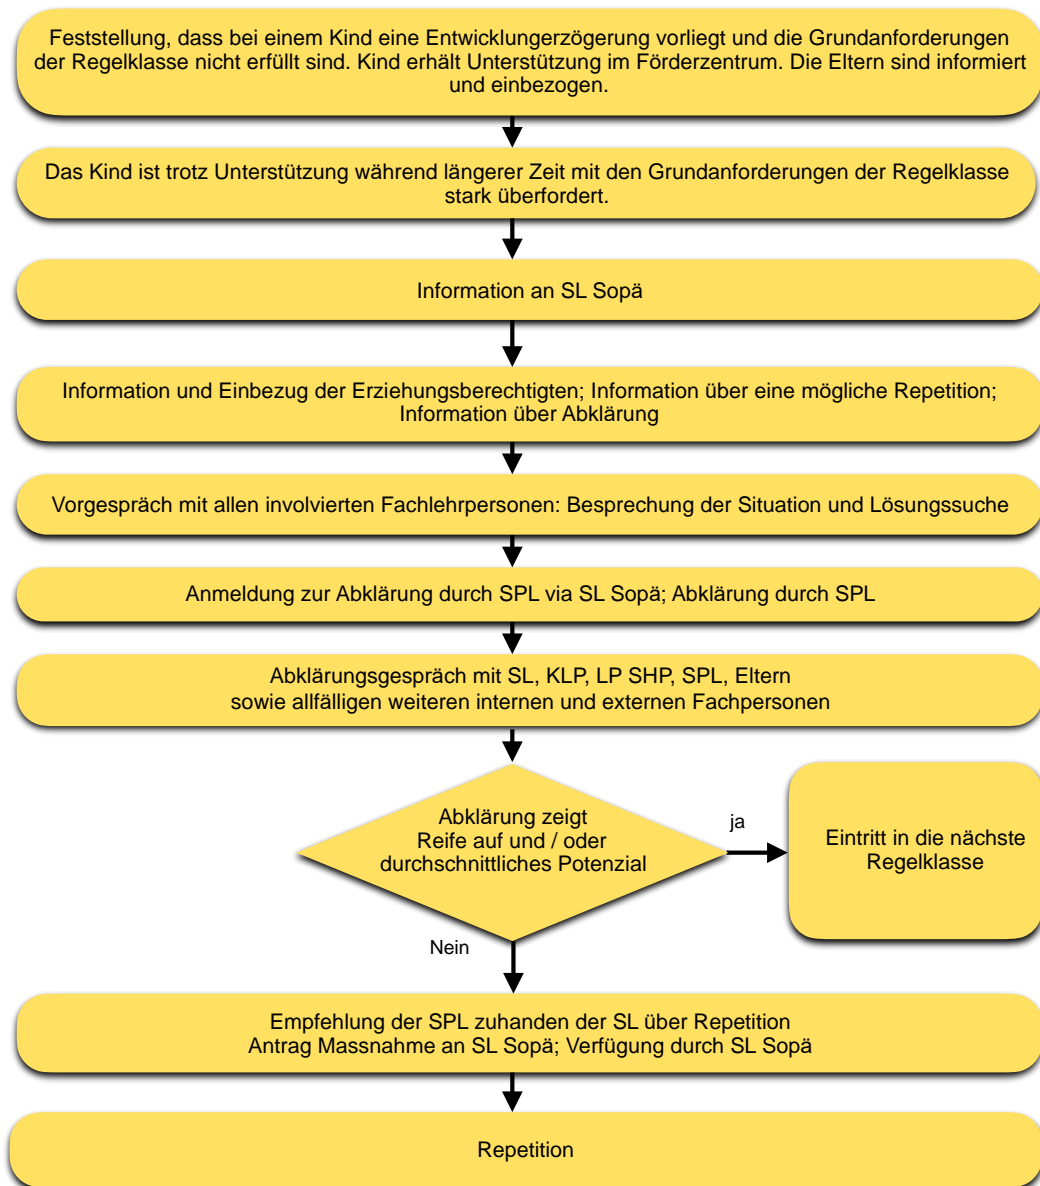 Feststellung, dass bei einem Kind eine Entwicklungerzögerung vorliegt und die Grundanforderungen
der Regelklasse nicht erfüllt sind. Kind erhält Unterstützung im Förderzentrum. Die Eltern sind informiert
und einbezogen.
Das Kind ist trotz Unterstützung während längerer Zeit mit den Grundanforderungen der Regelklasse
stark überfordert.
Information an SL Sopä
Information und Einbezug der Erziehungsberechtigten; Information über eine mögliche Repetition;
Information über Abklärung
Vorgespräch mit allen involvierten Fachlehrpersonen: Besprechung der Situation und Lösungssuche
Anmeldung zur Abklärung durch SPL via SL Sopä; Abklärung durch SPL
Abklärungsgespräch mit SL, KLP, LP SHP, SPL, Eltern
sowie allfälligen weiteren internen und externen Fachpersonen
Abklärung zeigt
Reife auf und / oder
durchschnittliches Potenzial
ja
Eintritt in die nächste
Regelklasse
Nein
Empfehlung der SPL zuhanden der SL über Repetition
Antrag Massnahme an SL Sopä; Verfügung durch SL Sopä
Repetition